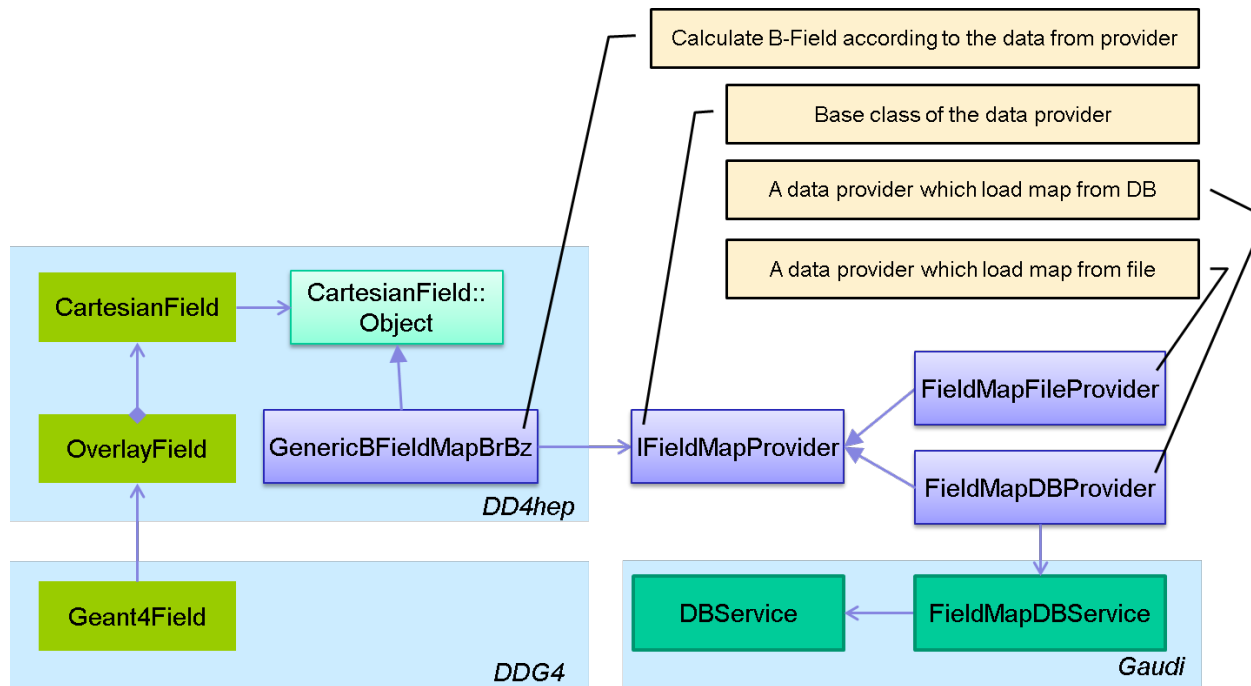 Calculate B-Field according to the data from provider
Base class of the data provider
A data provider which load map from DB
A data provider which load map from file
CartesianField
CartesianField::
Object
OverlayField
GenericBFieldMapBrBz
DD4hep
IFieldMapProvider
FieldMapFileProvider
FieldMapDBProvider
Geant4Field
DDG4
DBService
FieldMapDBService
Gaudi